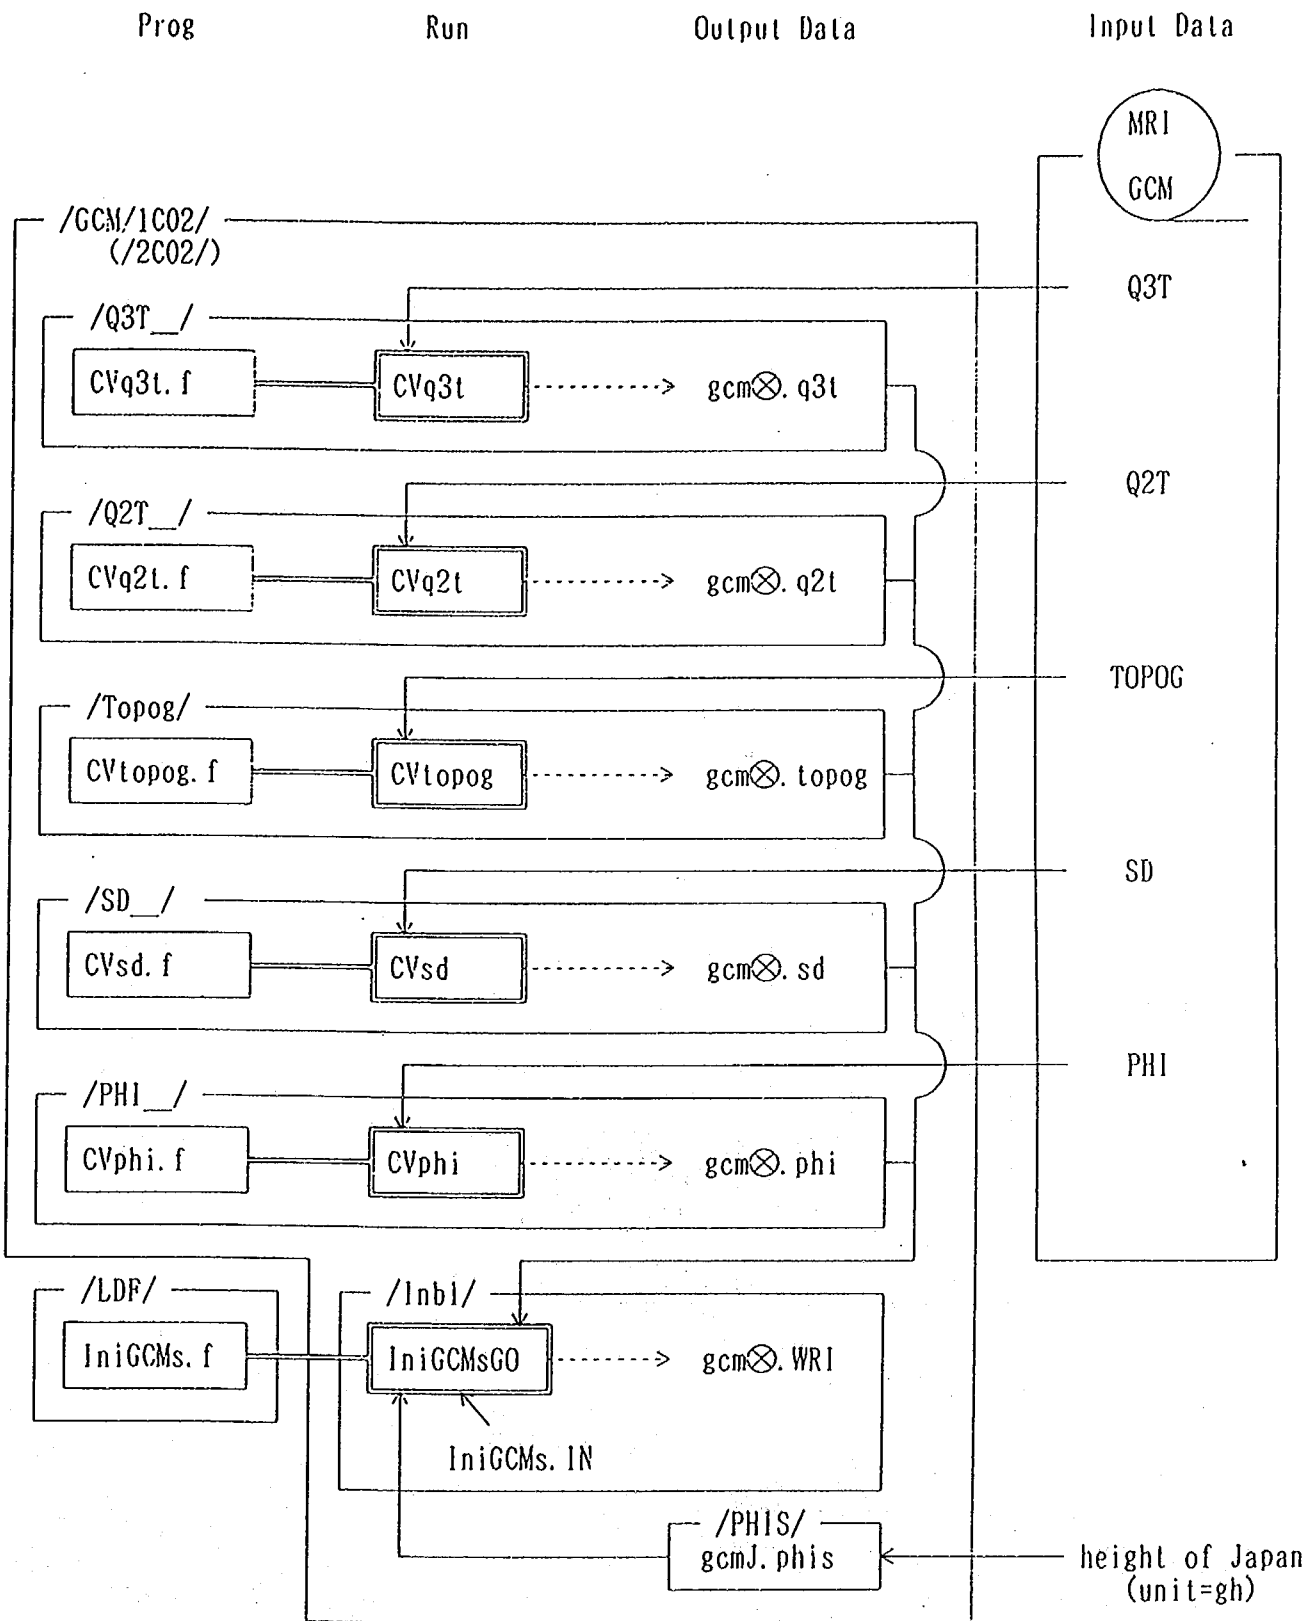 Prog Run Output Data Input Data
MRI
GCM
/GCM/1CO2/
(/2CO2/)
Q3T
/Q3T__/
CVq3t.f CVq3t gcm⊗.q3t
Q2T
/Q2T__/
CVq2t.f CVq2t gcm⊗.q2t
TOPOG
/Topog/
CVtopog.f CVtopog gcm⊗.topog
SD
/SD__/
CVsd.f CVsd gcm⊗.sd
PHI
/PHI__/
CVphi.f CVphi gcm⊗.phi
/LDF/ /Inbl/
IniGCMs.f IniGCMsGO gcm⊗.WRI
IniGCMs.IN
/PHIS/
gcmJ.phis height of Japan
(unit=gh)